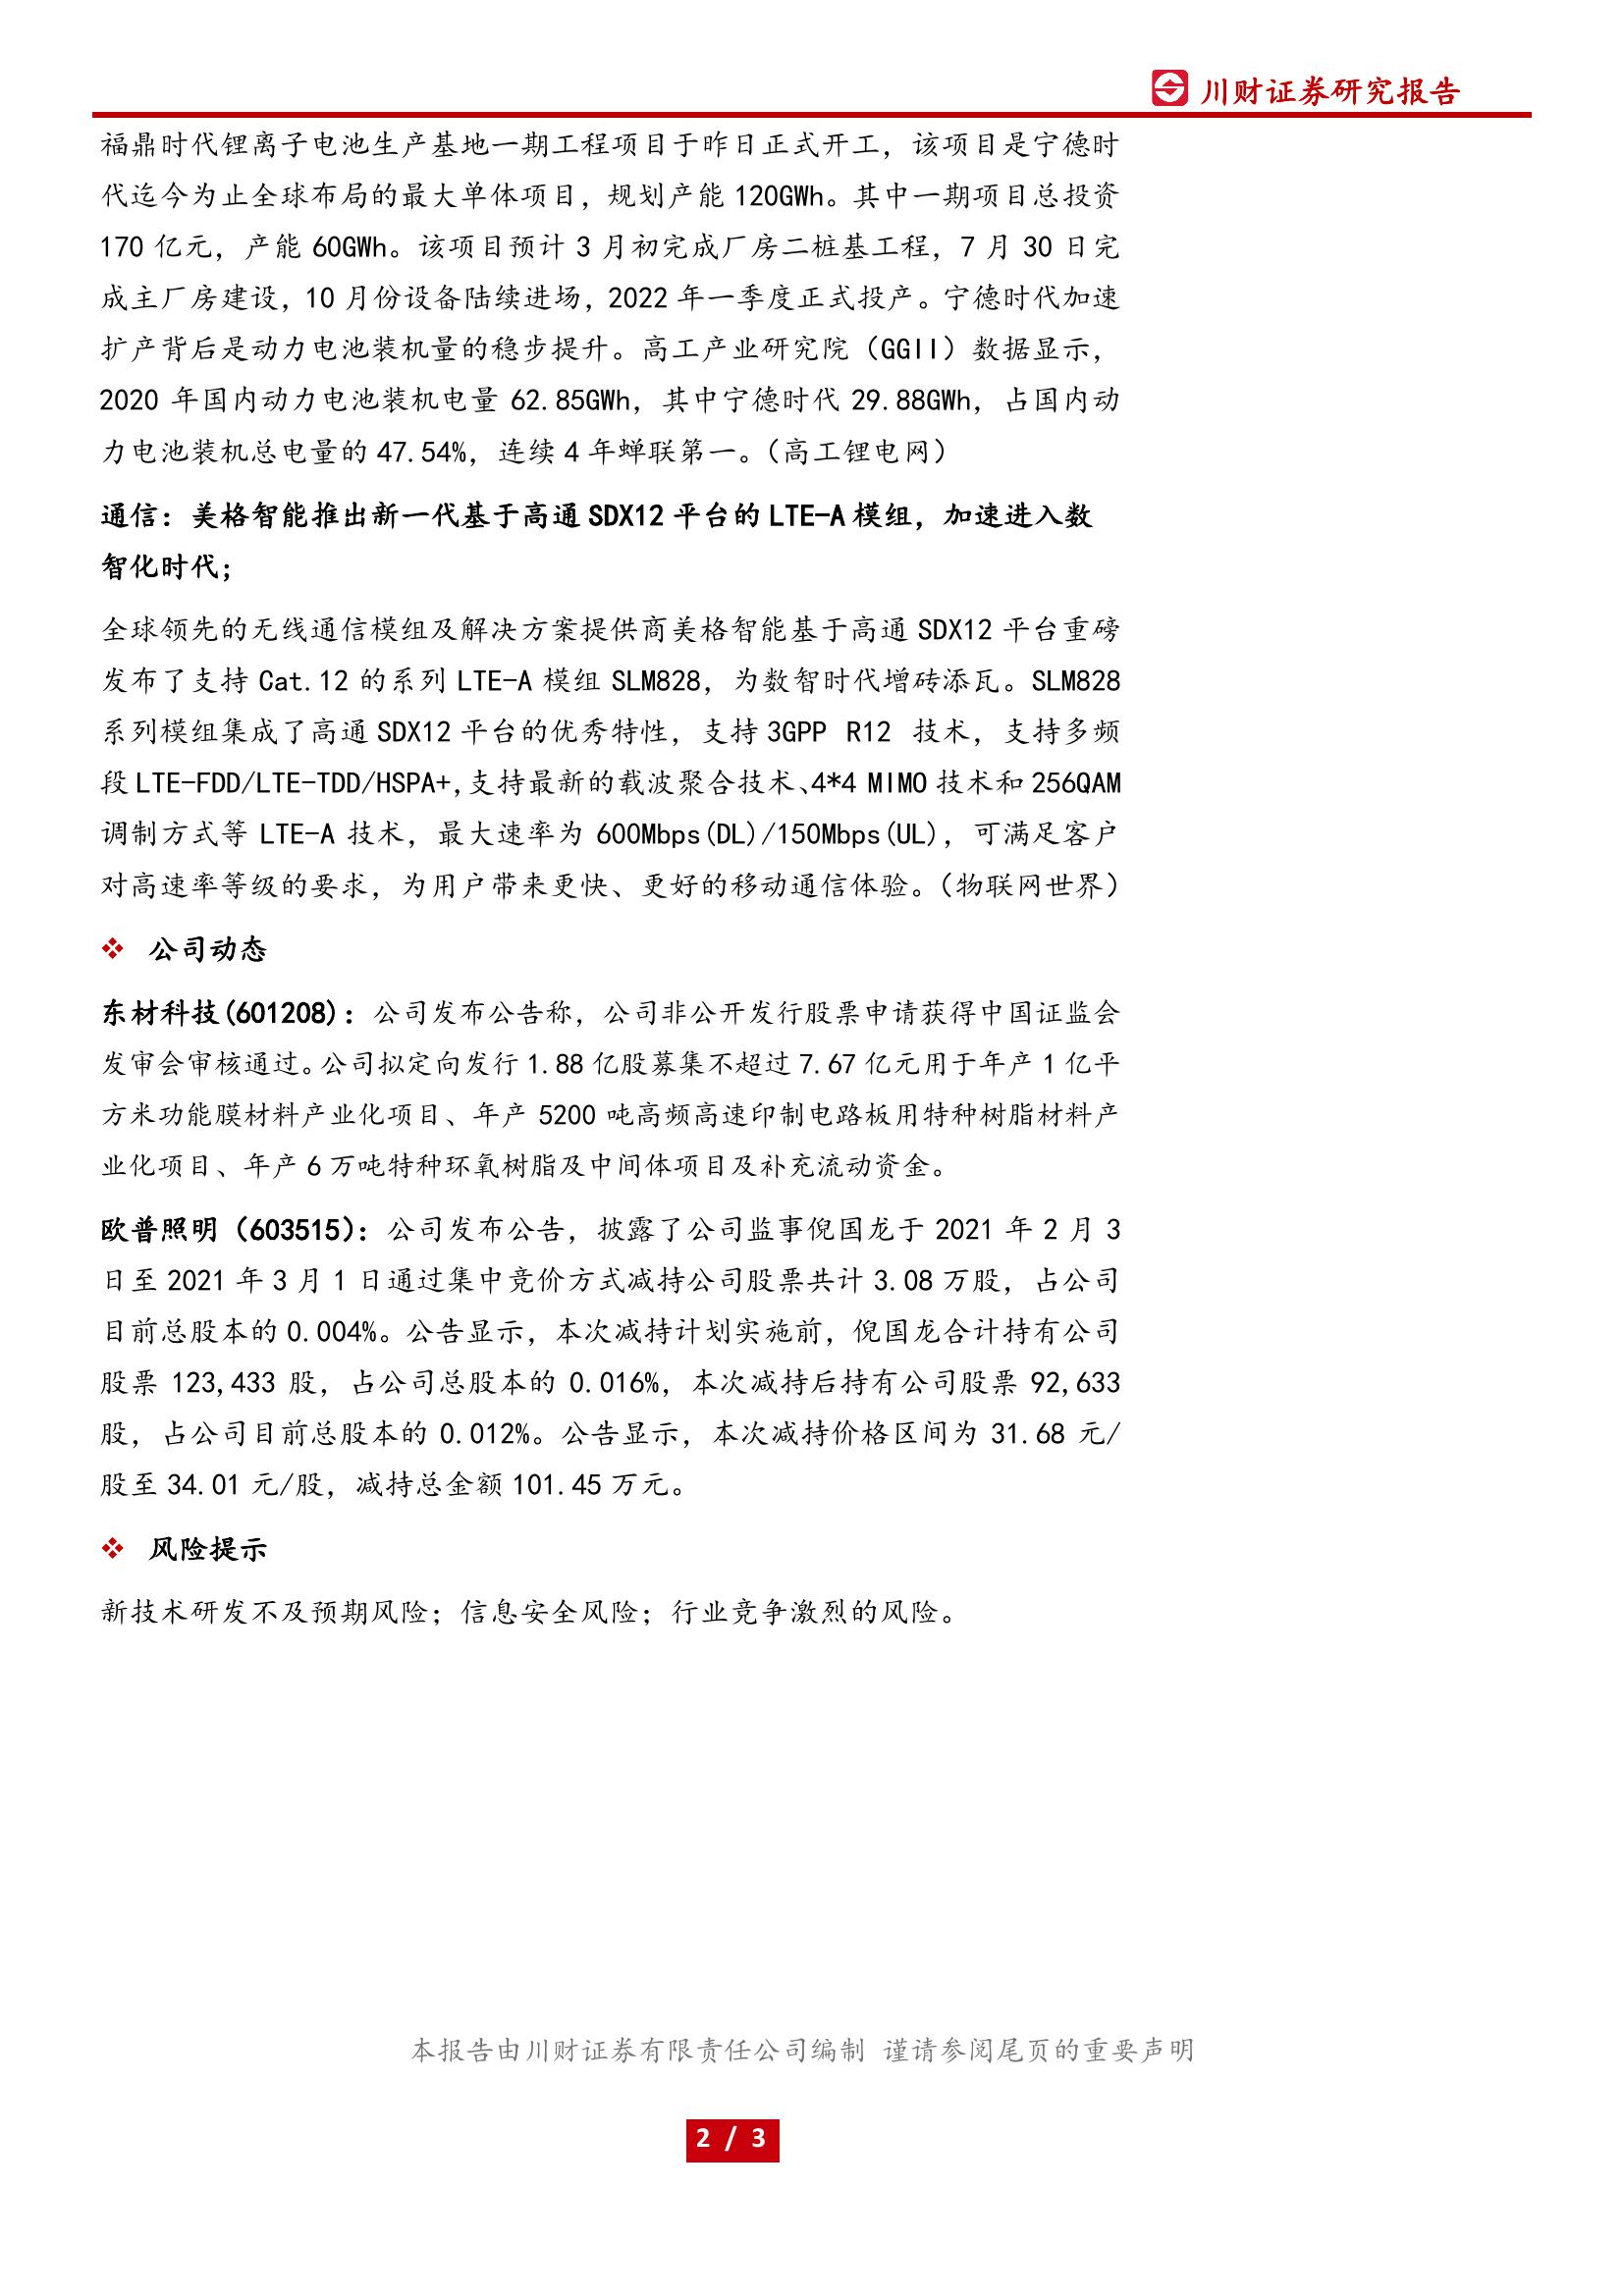 川财证券研究报告
福鼎时代锂离子电池生产基地一期工程项目于昨日正式开工，该项目是宁德时
代迄今为止全球布局的最大单体项目，规划产能 120GWh。其中一期项目总投资
170 亿元，产能 60GWh。该项目预计 3 月初完成厂房二桩基工程，7 月 30 日完
成主厂房建设，10 月份设备陆续进场，2022 年一季度正式投产。宁德时代加速
扩产背后是动力电池装机量的稳步提升。高工产业研究院（GGII）数据显示，
2020 年国内动力电池装机电量 62.85GWh，其中宁德时代 29.88GWh，占国内动
力电池装机总电量的 47.54%，连续 4 年蝉联第一。（高工锂电网）
通信：美格智能推出新一代基于高通 SDX12 平台的 LTE-A 模组，加速进入数
智化时代；
全球领先的无线通信模组及解决方案提供商美格智能基于高通 SDX12 平台重磅
发布了支持 Cat.12 的系列 LTE-A 模组 SLM828，为数智时代增砖添瓦。SLM828
系列模组集成了高通 SDX12 平台的优秀特性，支持 3GPP R12 技术，支持多频
段 LTE-FDD/LTE-TDD/HSPA+,支持最新的载波聚合技术、4*4 MIMO 技术和 256QAM
调制方式等 LTE-A 技术，最大速率为 600Mbps(DL)/150Mbps(UL)，可满足客户
对高速率等级的要求，为用户带来更快、更好的移动通信体验。（物联网世界）
❖ 公司动态
东材科技(601208)：公司发布公告称，公司非公开发行股票申请获得中国证监会
发审会审核通过。公司拟定向发行 1.88 亿股募集不超过 7.67 亿元用于年产 1 亿平
方米功能膜材料产业化项目、年产 5200 吨高频高速印制电路板用特种树脂材料产
业化项目、年产 6 万吨特种环氧树脂及中间体项目及补充流动资金。
欧普照明（603515）：公司发布公告，披露了公司监事倪国龙于 2021 年 2 月 3
日至 2021 年 3 月 1 日通过集中竞价方式减持公司股票共计 3.08 万股，占公司
目前总股本的 0.004%。公告显示，本次减持计划实施前，倪国龙合计持有公司
股票 123,433 股，占公司总股本的 0.016%，本次减持后持有公司股票 92,633
股，占公司目前总股本的 0.012%。公告显示，本次减持价格区间为 31.68 元/
股至 34.01 元/股，减持总金额 101.45 万元。
❖ 风险提示
新技术研发不及预期风险；信息安全风险；行业竞争激烈的风险。
本报告由川财证券有限责任公司编制 谨请参阅尾页的重要声明
2 / 3